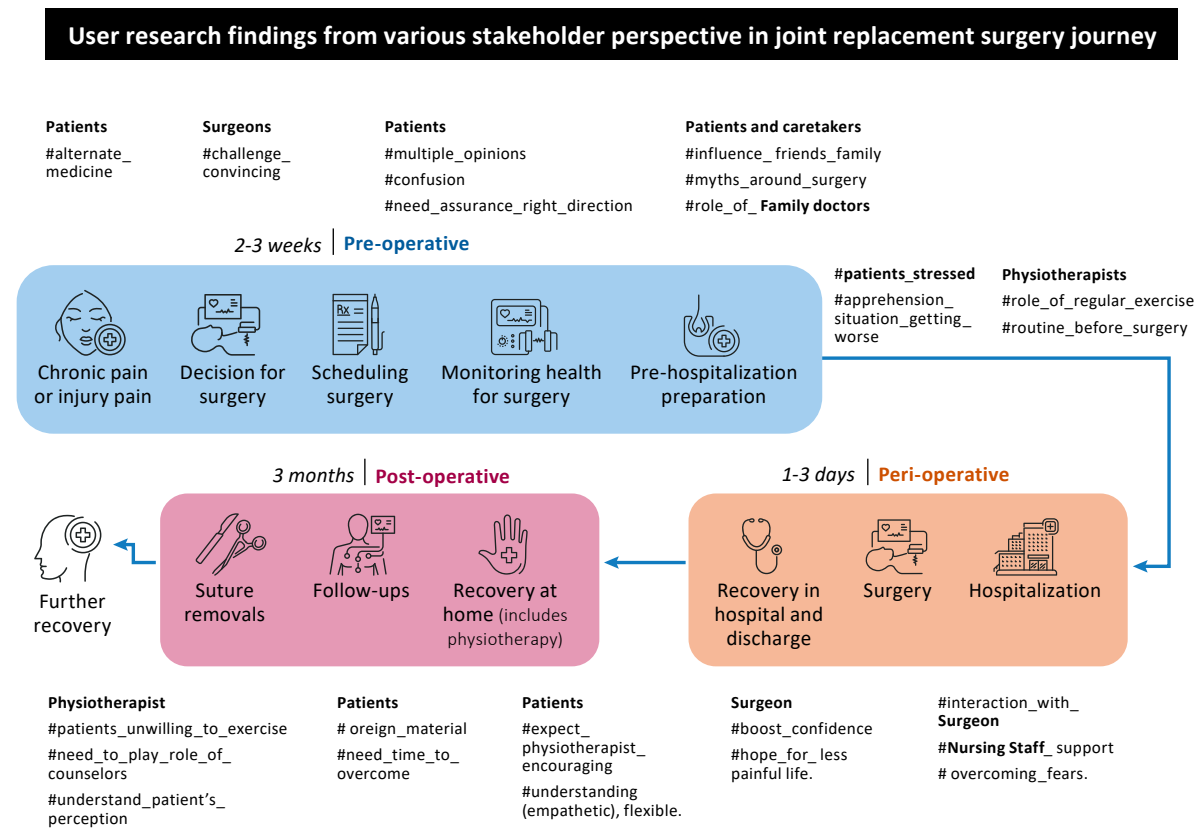 User research findings from various stakeholder perspective in joint replacement surgery journey
Patients
#alternate_
medicine
Surgeons
#challenge_
convincing
Patients
#multiple_opinions
#confusion
#need_assurance_right_direction
Patients and caretakers
#influence_ friends_family
#myths_around_surgery
#role_of_ Family doctors
2-3 weeks
Pre-operative
Chronic pain
or injury pain
Decision for
surgery
Rx =
Scheduling
surgery
Monitoring health
for surgery
Pre-hospitalization
preparation
#patients_stressed
#apprehension_
situation_getting_
worse
Physiotherapists
#role_of_regular_exercise
#routine_before_surgery
3 months
Post-operative
1-3 days
Peri-operative
Further
recovery
Suture
removals
Follow-ups
Recovery at
home (includes
physiotherapy)
Recovery in
hospital and
discharge
Surgery
Hospitalization
Physiotherapist
#patients_unwilling_to_exercise
#need_to_play_role_of_
counselors
#understand_patient’s_
perception
Patients
# oreign_material
#need_time_to_
overcome
Patients
#expect_
physiotherapist_
encouraging
#understanding
(empathetic), flexible.
Surgeon
#boost_confidence
#hope_for_ less
painful life.
#interaction_with_
Surgeon
#Nursing Staff_ support
# overcoming_fears.